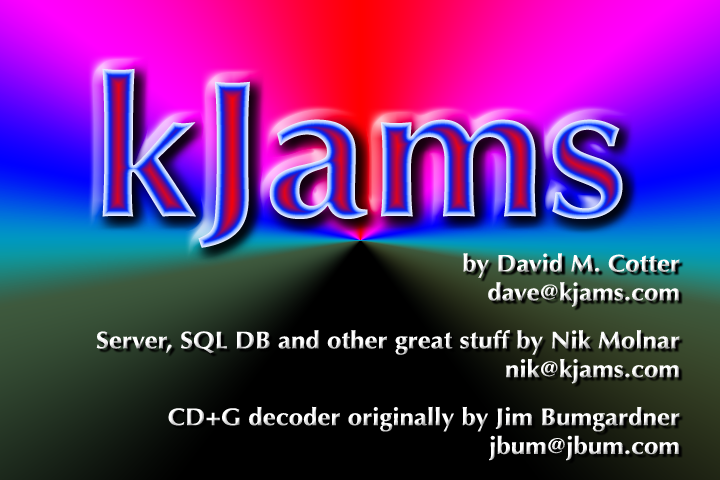 kJams
by David M. Cotter
dave@kjams.com
Server, SQL DB and other great stuff by Nik Molnar
nik@kjams.com
CD+G decoder originally by Jim Bumgardner
jbum@jbum.com